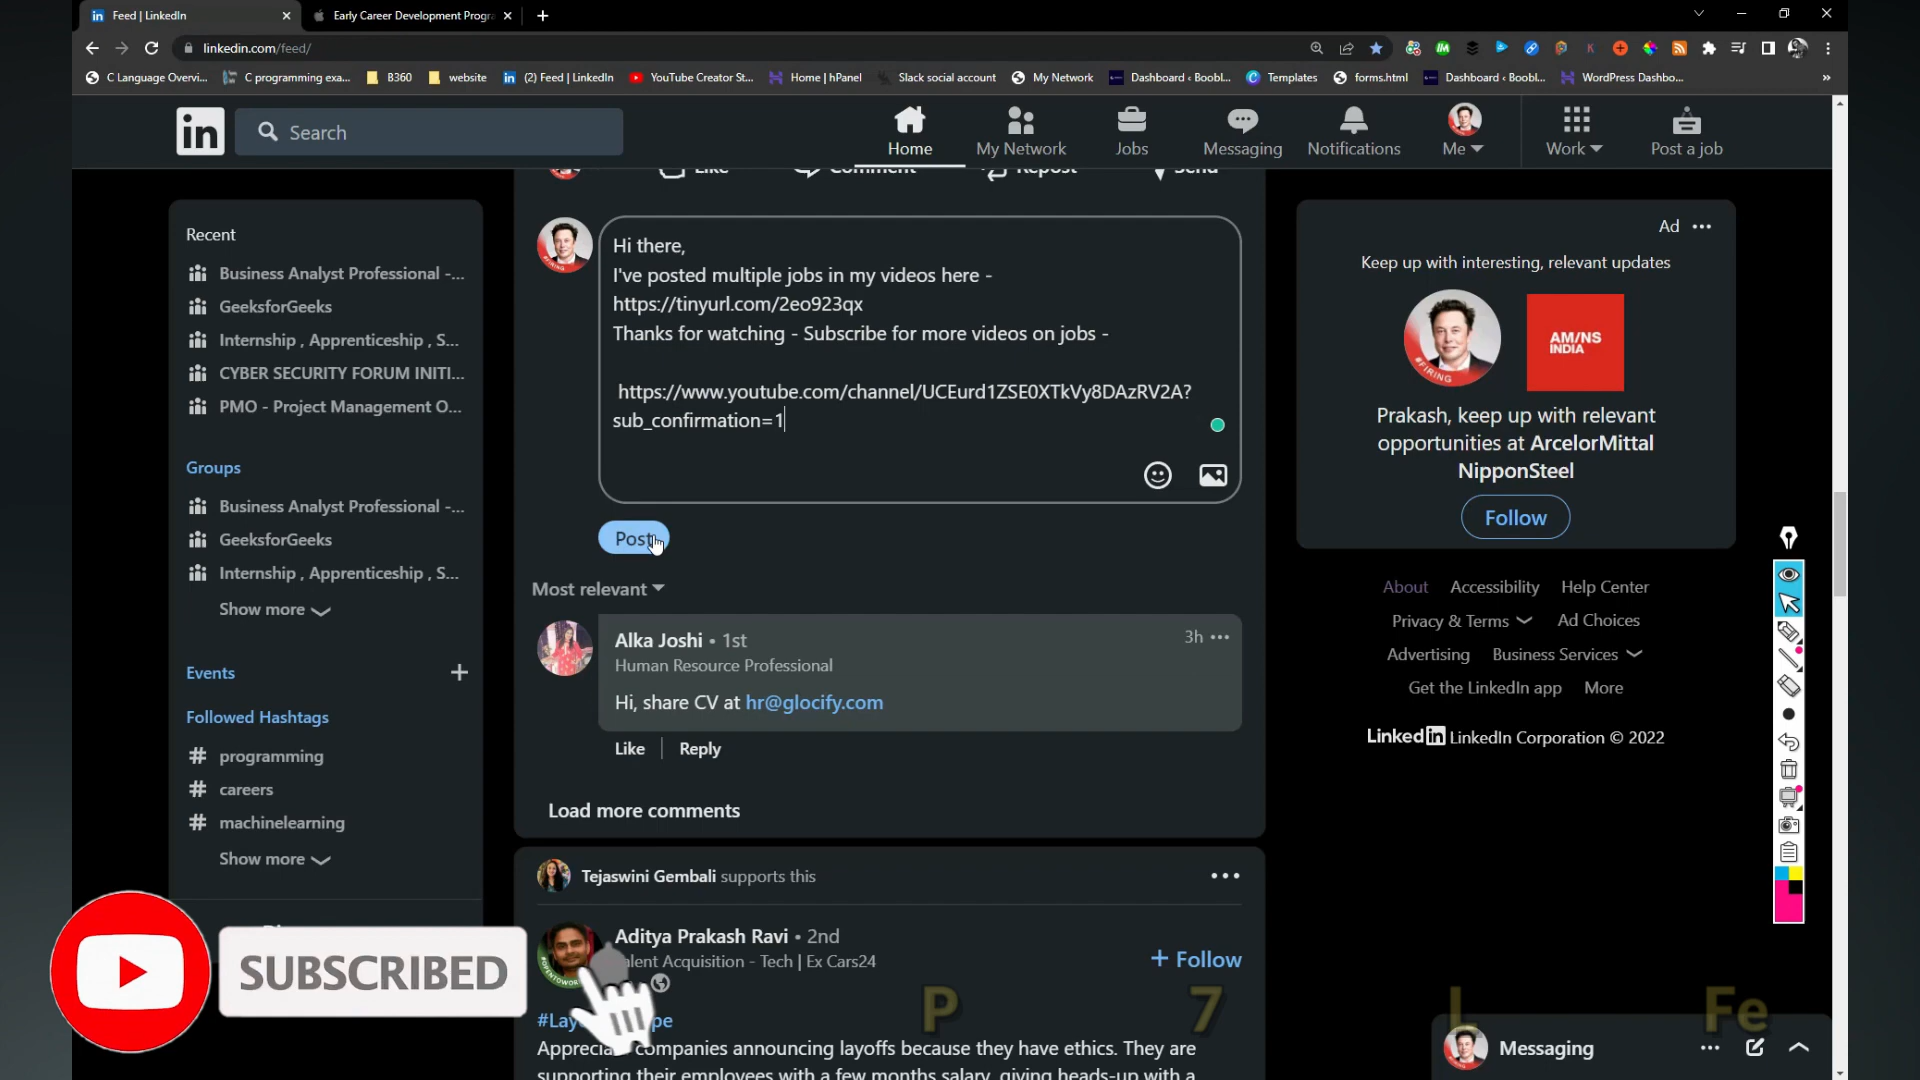 Feed | LinkedIn
Early Career Development Progra
linkedin.com/feed/
C Language Overvi...
C programming exa...
B360
website
(2) Feed | LinkedIn
YouTube Creator St...
Home | hPanel
Slack social account
My Network
Dashboard ‹ Boobl...
Templates
forms.html
Dashboard ‹ Boobl...
WordPress Dashbo...
in
Search
Home
My Network
Jobs
Messaging
Notifications
Me
Work
Post a job
Like
Comment
Repost
Send
Recent
Business Analyst Professional -...
GeeksforGeeks
Internship , Apprenticeship , S...
CYBER SECURITY FORUM INITI...
PMO - Project Management O...
Groups
Business Analyst Professional -...
GeeksforGeeks
Internship , Apprenticeship , S...
Show more
Events
Followed Hashtags
# programming
# careers
# machinelearning
Show more
Hi there,
I've posted multiple jobs in my videos here -
https://tinyurl.com/2eo923qx
Thanks for watching - Subscribe for more videos on jobs -
https://www.youtube.com/channel/UCEurd1ZSE0XTkVy8DAzRV2A?
sub_confirmation=1
Post
Most relevant
Alka Joshi • 1st
3h
Human Resource Professional
Hi, share CV at hr@glocify.com
Like
Reply
Load more comments
Tejaswini Gembali supports this
Aditya Prakash Ravi • 2nd
Talent Acquisition - Tech | Ex Cars24
+ Follow
Appreciate companies announcing layoffs because they have ethics. They are
supporting their employees with a few months salary, giving heads-up with a
Ad
Keep up with interesting, relevant updates
#FIRING
AM/NS
INDIA
Prakash, keep up with relevant
opportunities at ArcelorMittal
NipponSteel
Follow
About
Accessibility
Help Center
Privacy & Terms
Ad Choices
Advertising
Business Services
Get the LinkedIn app
More
LinkedIn LinkedIn Corporation © 2022
SUBSCRIBED
P 7 L Fe
Messaging